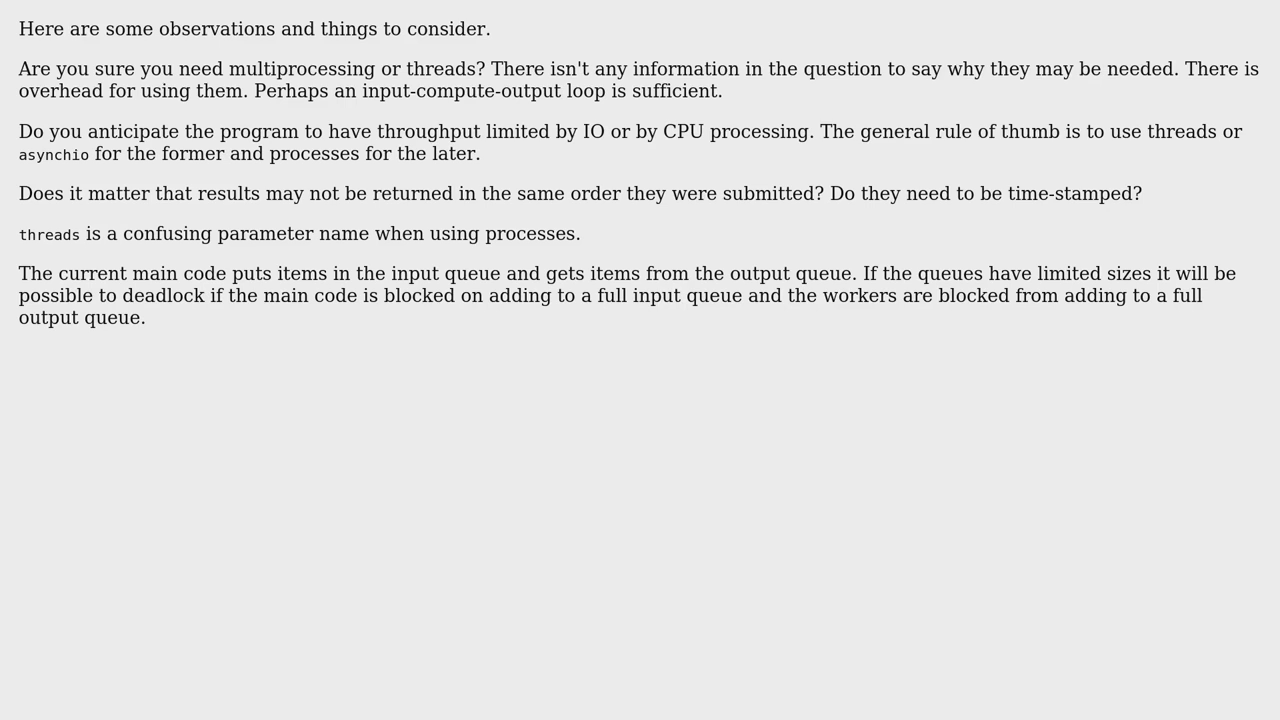 Here are some observations and things to consider.
Are you sure you need multiprocessing or threads? There isn't any information in the question to say why they may be needed. There is
overhead for using them. Perhaps an input-compute-output loop is sufficient.
Do you anticipate the program to have throughput limited by IO or by CPU processing. The general rule of thumb is to use threads or
asynchio for the former and processes for the later.
Does it matter that results may not be returned in the same order they were submitted? Do they need to be time-stamped?
threads is a confusing parameter name when using processes.
The current main code puts items in the input queue and gets items from the output queue. If the queues have limited sizes it will be
possible to deadlock if the main code is blocked on adding to a full input queue and the workers are blocked from adding to a full
output queue.